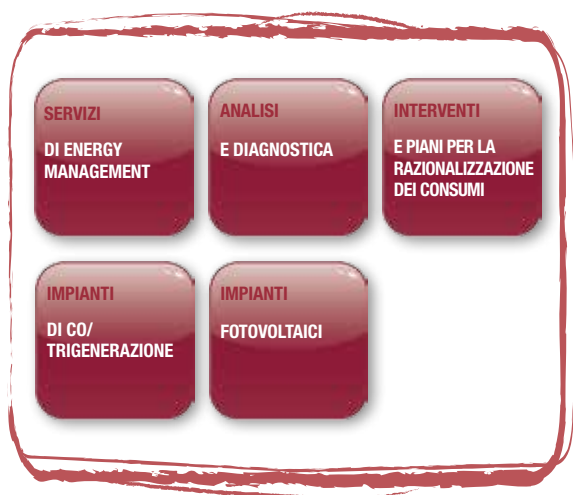 SERVIZI
DI ENERGY
MANAGEMENT
ANALISI
E DIAGNOSTICA
INTERVENTI
E PIANI PER LA
RAZIONALIZZAZIONE
DEI CONSUMI
IMPIANTI
DI CO/
TRIGENERAZIONE
IMPIANTI
FOTOVOLTAICI